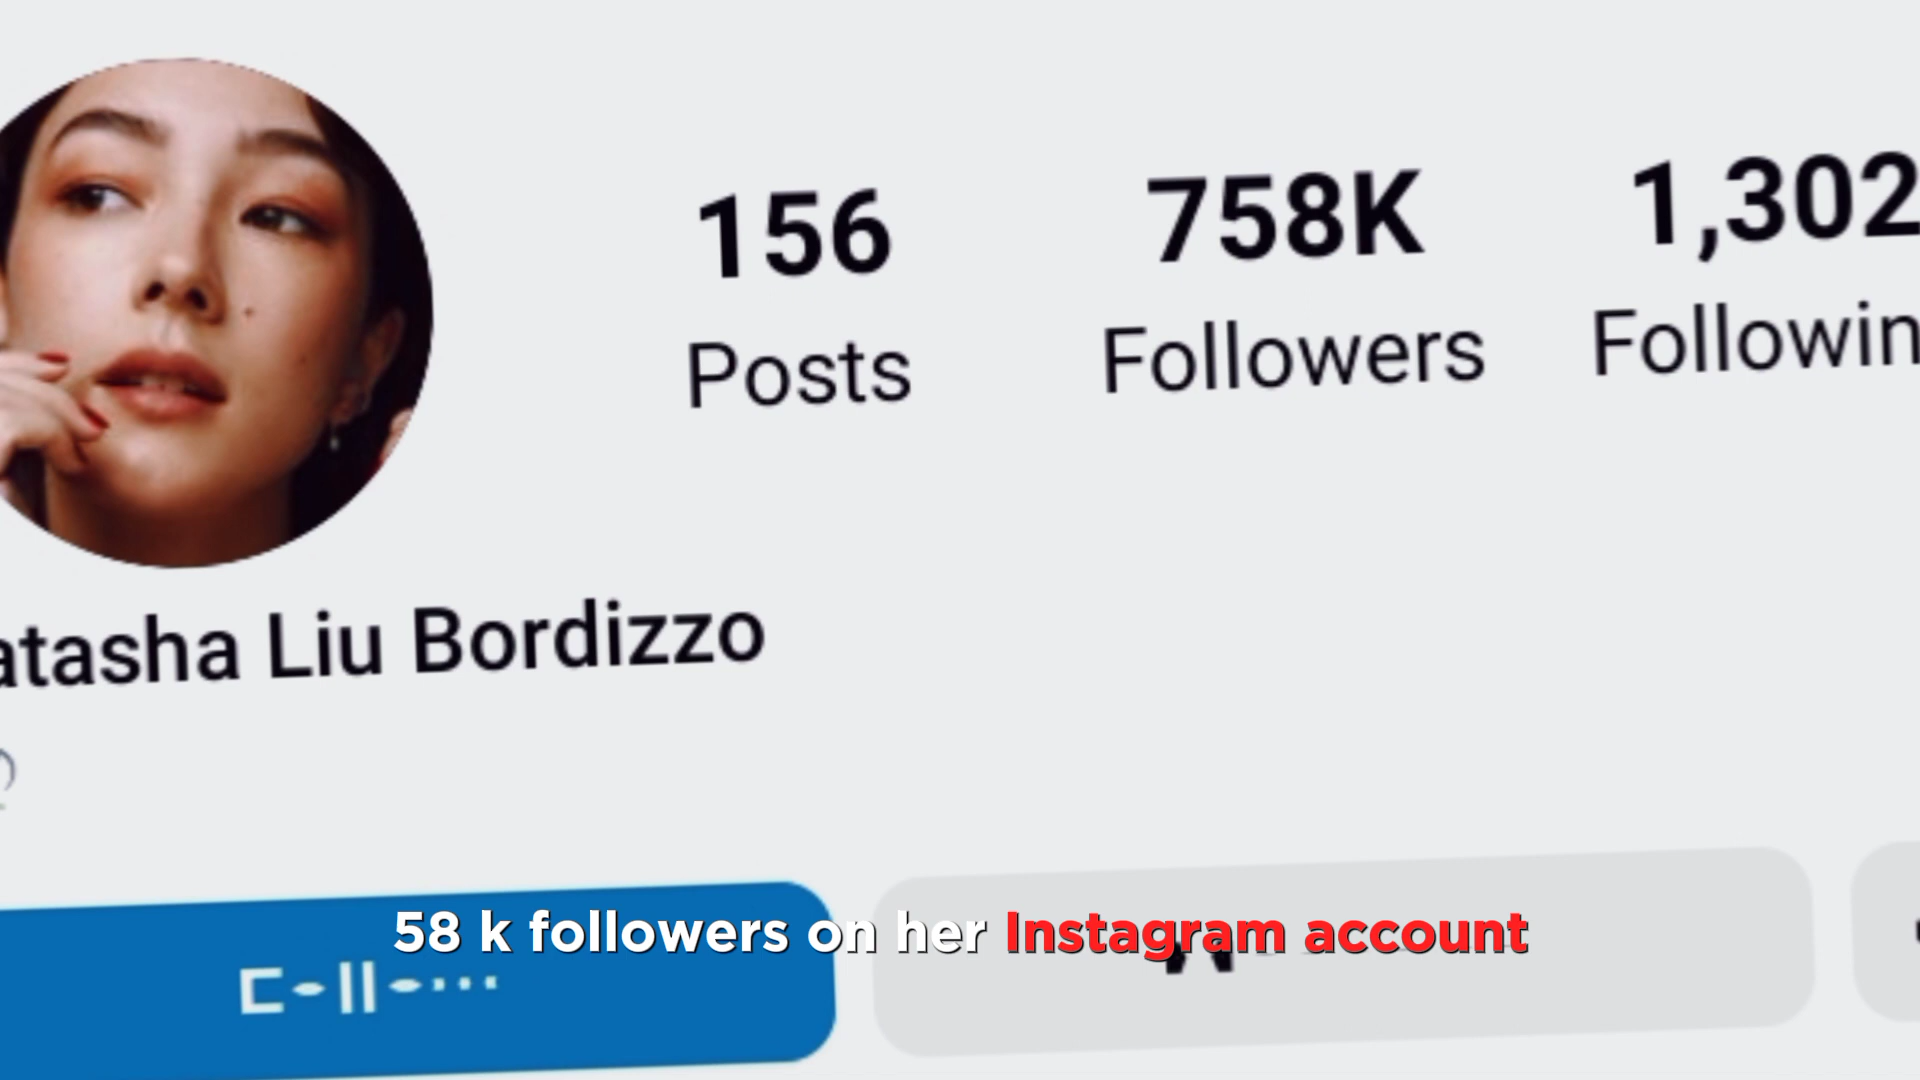 156 758K 1,302
Posts Followers Followin
atasha Liu Bordizzo
58 k followers on her Instagram account